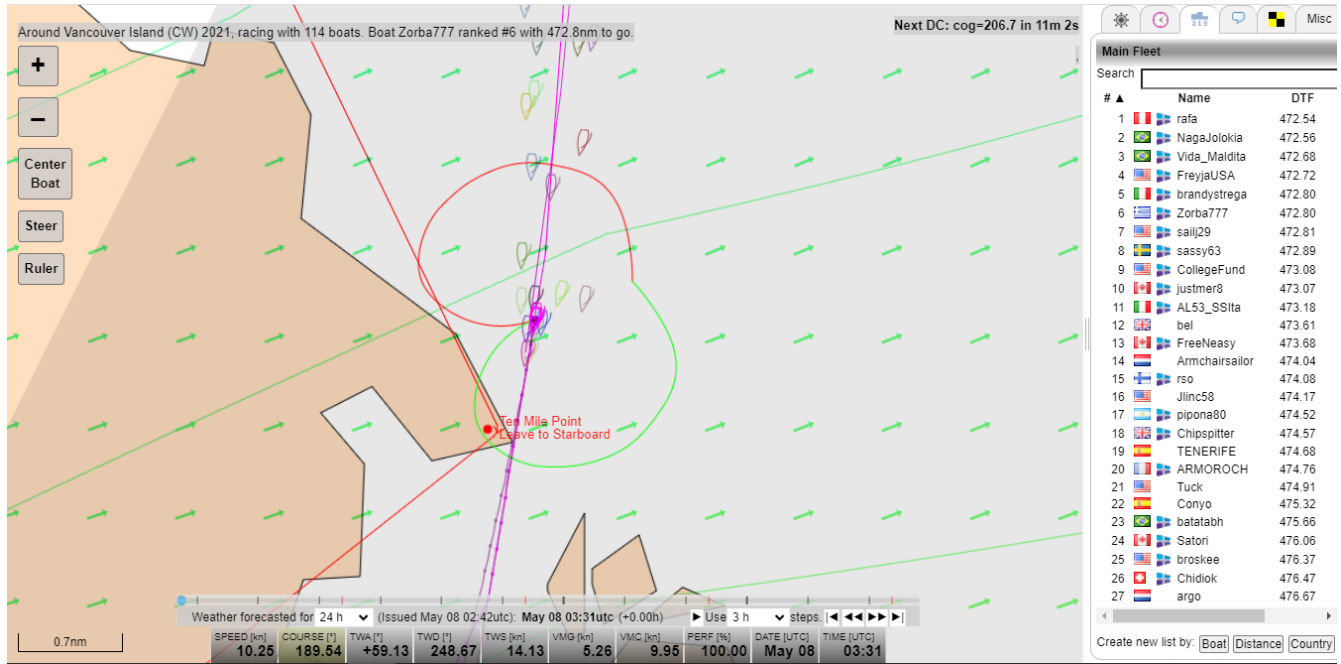 Next DC: cog=206.7 in 11m 2s
Around Vancouver Island (CW) 2021, racing with 114 boats. Boat Zorba777 ranked #6 with 472.8nm to go.
+
−
Center
Boat
Steer
Ruler
Ten Mile Point
Leave to Starboard
Weather forecasted for 24 h (Issued May 08 02:42utc): May 08 03:31utc (+0.00h) Use 3 h steps.
0.7nm
SPEED [kn] COURSE [°] TWA [°] TWD [°] TWS [kn] VMG [kn] VMC [kn] PERF [%] DATE [UTC] TIME [UTC]
10.25 189.54 +59.13 248.67 14.13 5.26 9.95 100.00 May 08 03:31
213 Misc
Main Fleet
Search
# ▲ Name DTF
1 rafa 472.54
2 NagaJolokia 472.56
3 Vida_Maldita 472.68
4 FreyjaUSA 472.72
5 brandystrega 472.80
6 Zorba777 472.80
7 sailj29 472.81
8 sassy63 472.89
9 CollegeFund 473.08
10 justmer8 473.07
11 AL53_SSIta 473.18
12 bel 473.61
13 FreeNeasy 473.68
14 Armchairsailor 474.04
15 rso 474.08
16 Jlinc58 474.17
17 pipona80 474.52
18 Chipspitter 474.57
19 TENERIFE 474.68
20 ARMOROCH 474.76
21 Tuck 474.91
22 Conyo 475.32
23 batatabh 475.66
24 Satori 476.06
25 broskee 476.37
26 Chidiok 476.47
27 argo 476.67
Create new list by: Boat Distance Country